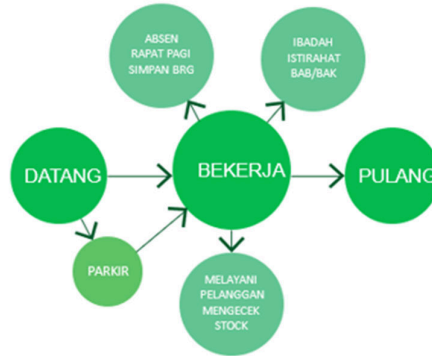 ABSEN
RAPAT PAGI
SIMPAN BRG
IBADAH
ISTIRAHAT
BAB/BAK
DATANG
BEKERJA
PULANG
PARKIR
MELAYANI
PELANGGAN
MENGECEK
STOCK